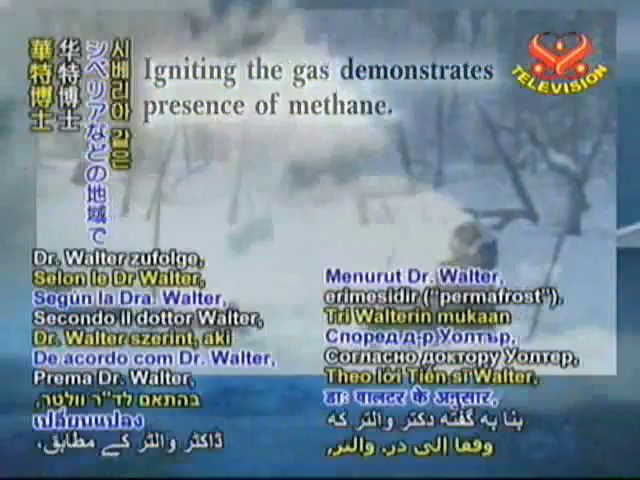 華特博士
华特博士
シベリアなどの地域で
시베리아 같은
Igniting the gas demonstrates
presence of methane.
TELEVISION
Dr. Walter zufolge,
Selon le Dr Walter,
Según la Dra. Walter,
Secondo il dottor Walter,
Dr. Walter szerint, aki
De acordo com Dr. Walter,
Prema Dr. Walter,
בהתאם לד"ר וולטר,
เปลี่ยนแปลง
ڈاکٹر والٹر کے مطابق،
Menurut Dr. Walter,
erimesidir ("permafrost").
Tri Walterin mukaan
Според д-р Уолтър,
Согласно доктору Уолтер,
Theo lời Tiến sĩ Walter,
डाः वाल्टर के अनुसार,
بنا به گفته دکتر والتر که
وفقا إلى در. والتر,